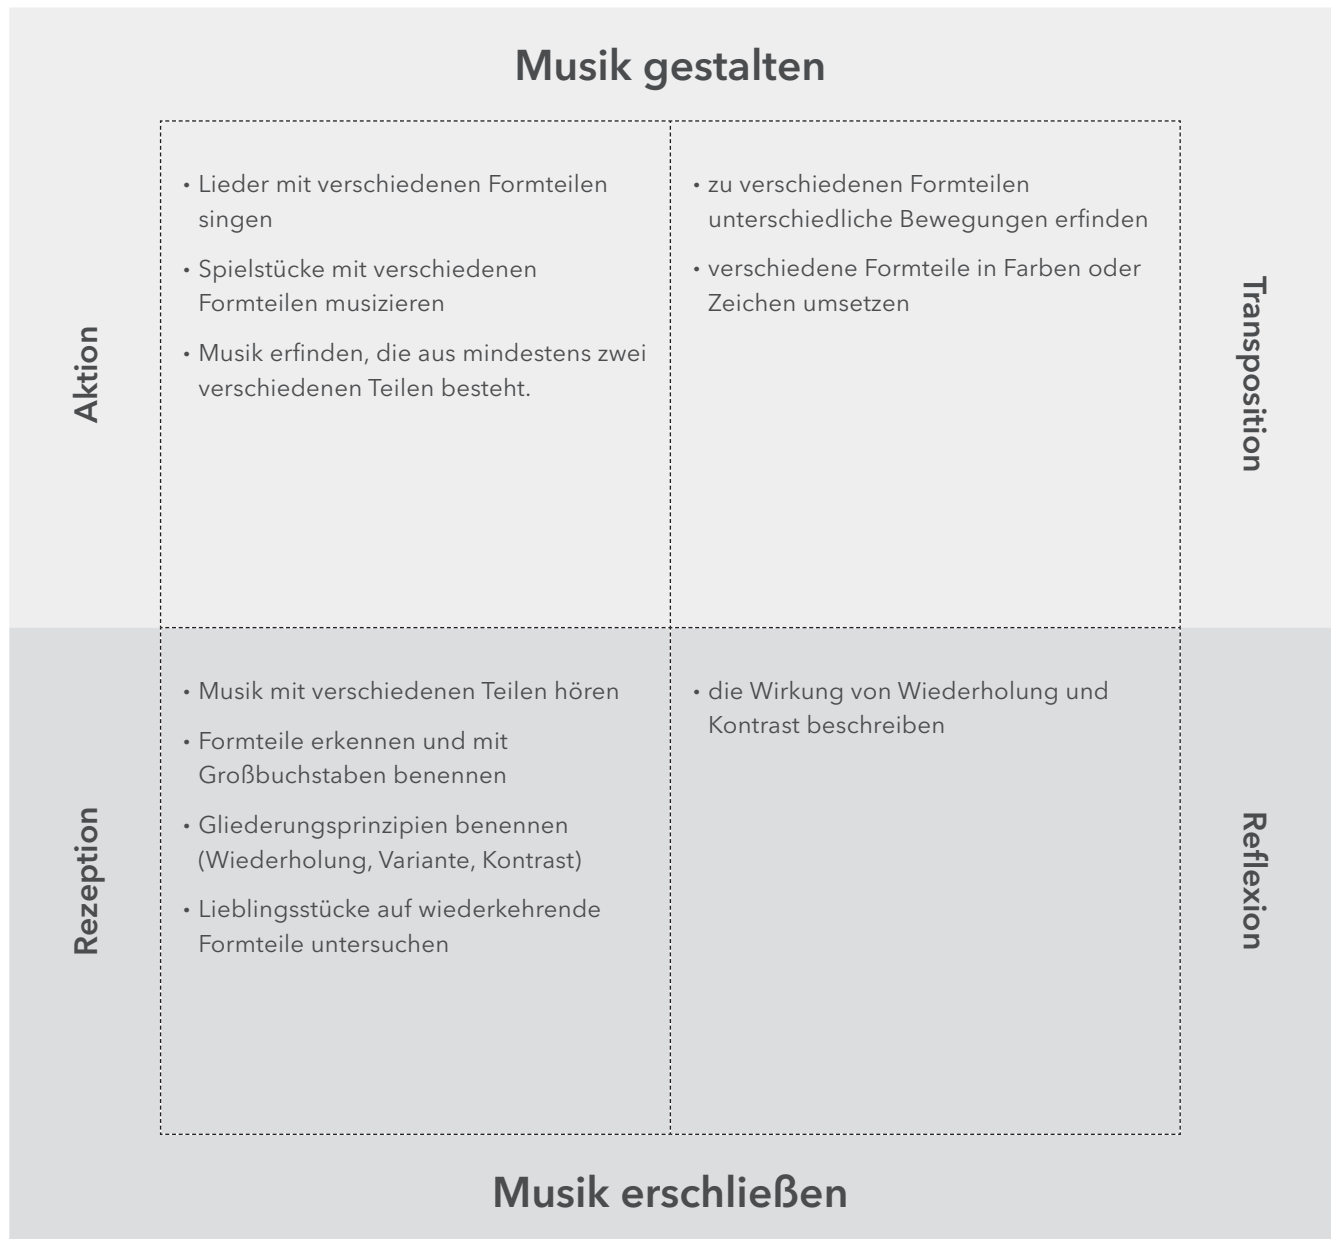 Musik gestalten
Aktion
• Lieder mit verschiedenen Formteilen
singen
• Spielstücke mit verschiedenen
Formteilen musizieren
• Musik erfinden, die aus mindestens zwei
verschiedenen Teilen besteht.
• zu verschiedenen Formteilen
unterschiedliche Bewegungen erfinden
• verschiedene Formteile in Farben oder
Zeichen umsetzen
Transposition
Rezeption
• Musik mit verschiedenen Teilen hören
• Formteile erkennen und mit
Großbuchstaben benennen
• Gliederungsprinzipien benennen
(Wiederholung, Variante, Kontrast)
• Lieblingsstücke auf wiederkehrende
Formteile untersuchen
• die Wirkung von Wiederholung und
Kontrast beschreiben
Reflexion
Musik erschließen